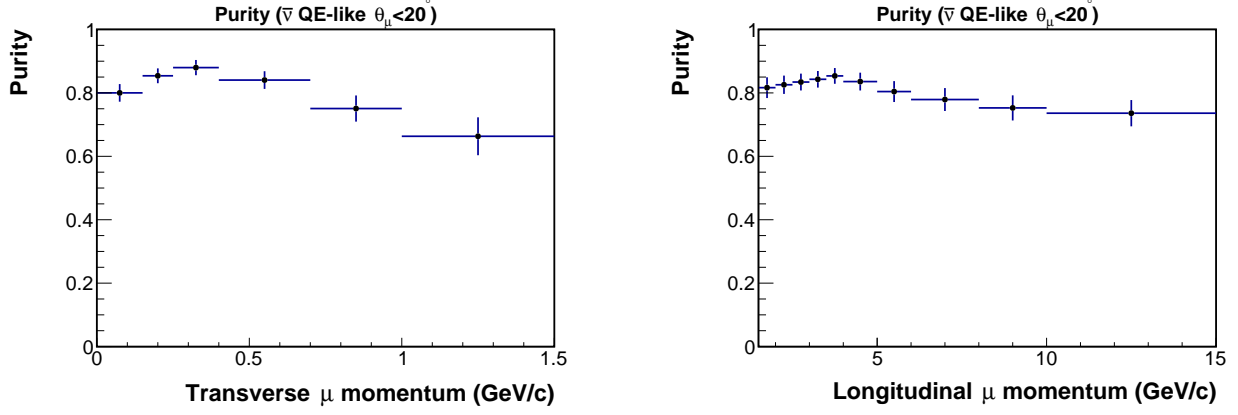 Purity (ν̄ QE-like θμ<20°)
Purity
1
0.8
0.6
0.4
0.2
0
0 0.5 1 1.5
Transverse μ momentum (GeV/c)
Purity (ν̄ QE-like θμ<20°)
Purity
1
0.8
0.6
0.4
0.2
0
5 10 15
Longitudinal μ momentum (GeV/c)